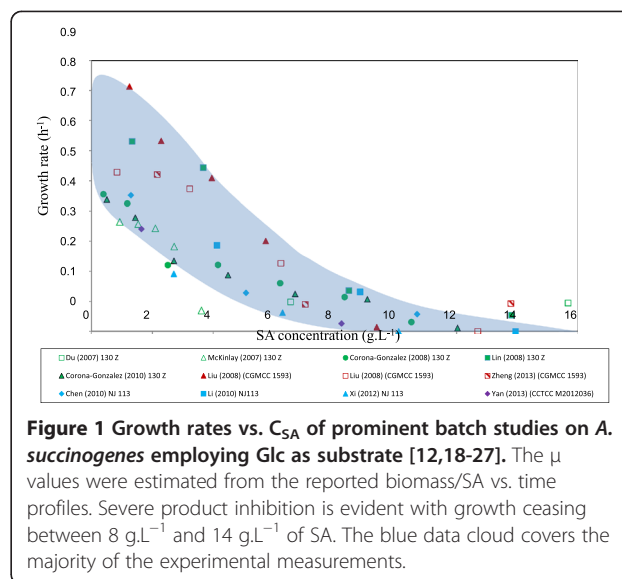 0.9
0.8
0.7
0.6
0.5
0.4
0.3
0.2
0.1
0
Growth rate (h-1)
0 2 4 6 8 10 12 14 16
SA concentration (g.L-1)
Du (2007) 130 Z McKinlay (2007) 130 Z Corona-Gonzalez (2008) 130 Z Lin (2008) 130 Z
Corona-Gonzalez (2010) 130 Z Liu (2008) (CGMCC 1593) Liu (2008) (CGMCC 1593) Zheng (2013) (CGMCC 1593)
Chen (2010) NJ 113 Li (2010) NJ113 Xi (2012) NJ 113 Yan (2013) (CCTCC M2012036)
Figure 1 Growth rates vs. CSA of prominent batch studies on A.
succinogenes employing Glc as substrate [12,18-27]. The μ
values were estimated from the reported biomass/SA vs. time
profiles. Severe product inhibition is evident with growth ceasing
between 8 g.L−1 and 14 g.L−1 of SA. The blue data cloud covers the
majority of the experimental measurements.